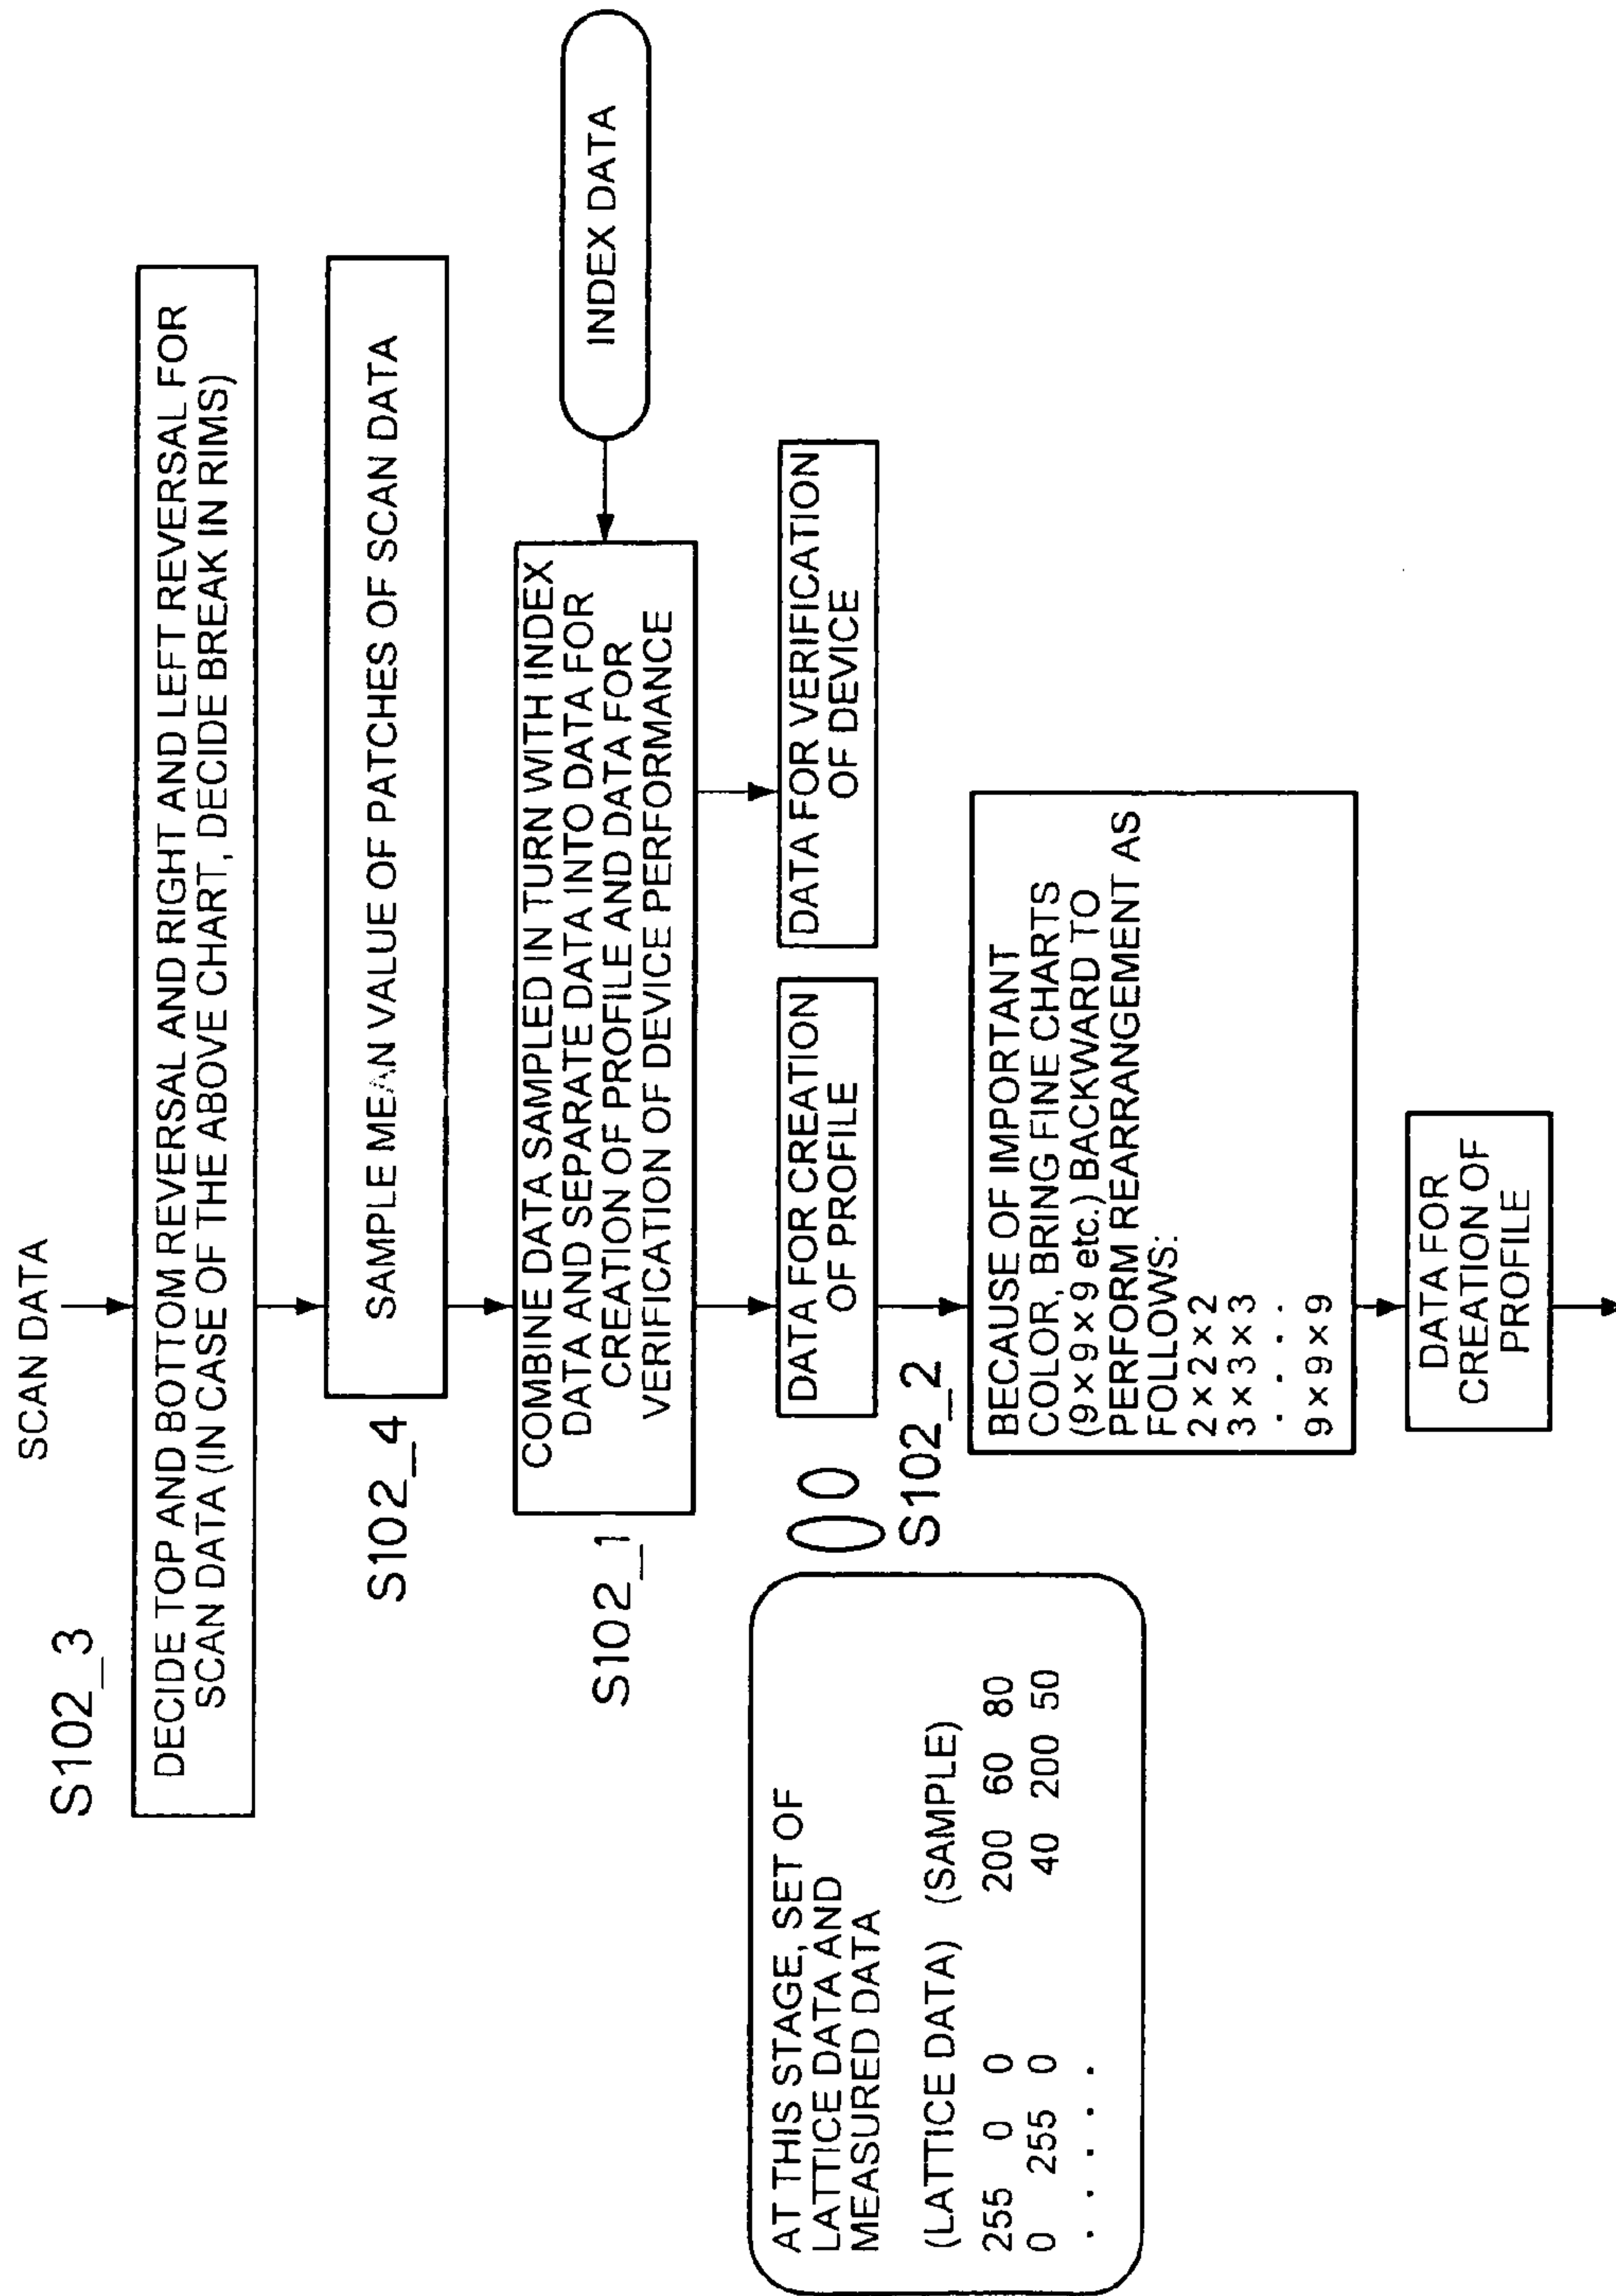 SCAN DATA
S102_3
DECIDE TOP AND BOTTOM REVERSAL AND RIGHT AND LEFT REVERSAL FOR
SCAN DATA (IN CASE OF THE ABOVE CHART, DECIDE BREAK IN RIMS)
S102_4
SAMPLE MEAN VALUE OF PATCHES OF SCAN DATA
S102_1
COMBINE DATA SAMPLED IN TURN WITH INDEX
DATA AND SEPARATE DATA INTO DATA FOR
CREATION OF PROFILE AND DATA FOR
VERIFICATION OF DEVICE PERFORMANCE
INDEX DATA
AT THIS STAGE, SET OF
LATTICE DATA AND
MEASURED DATA
(LATTICE DATA) (SAMPLE)
255 0 0 200 60 80
0 255 0 40 200 50
. . . . .
DATA FOR CREATION
OF PROFILE
DATA FOR VERIFICATION
OF DEVICE
S102_2
BECAUSE OF IMPORTANT
COLOR, BRING FINE CHARTS
(9×9×9 etc.) BACKWARD TO
PERFORM REARRANGEMENT AS
FOLLOWS:
2×2×2
3×3×3
. . . .
9×9×9
DATA FOR
CREATION OF
PROFILE